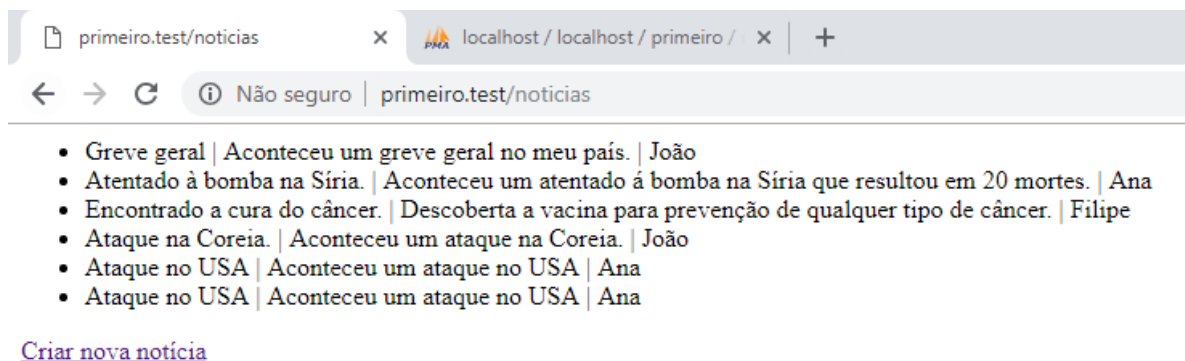 primeiro.test/noticias
PMA localhost / localhost / primeiro /
Não seguro | primeiro.test/noticias
Greve geral | Aconteceu um greve geral no meu país. | João
Atentado à bomba na Síria. | Aconteceu um atentado á bomba na Síria que resultou em 20 mortes. | Ana
Encontrado a cura do câncer. | Descoberta a vacina para prevenção de qualquer tipo de câncer. | Filipe
Ataque na Coreia. | Aconteceu um ataque na Coreia. | João
Ataque no USA | Aconteceu um ataque no USA | Ana
Ataque no USA | Aconteceu um ataque no USA | Ana
Criar nova notícia